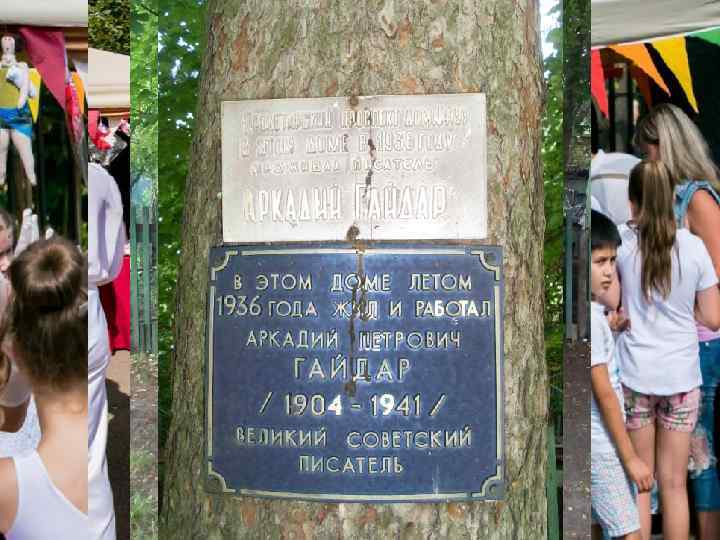 В ЭТОМ ДОМЕ В 1936 ГОДУ
ПРОЖИВАЛ ПИСАТЕЛЬ
АРКАДИЙ ГАЙДАР
В ЭТОМ ДОМЕ ЛЕТОМ
1936 ГОДА ЖИЛ И РАБОТАЛ
АРКАДИЙ ПЕТРОВИЧ
ГАЙДАР
/ 1904 - 1941 /
ВЕЛИКИЙ СОВЕТСКИЙ
ПИСАТЕЛЬ